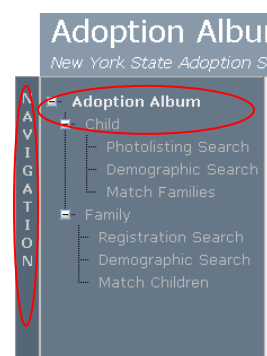 Adoption Albu
New York State Adoption S
NAVIGATION
Adoption Album
Child
Photolisting Search
Demographic Search
Match Families
Family
Registration Search
Demographic Search
Match Children